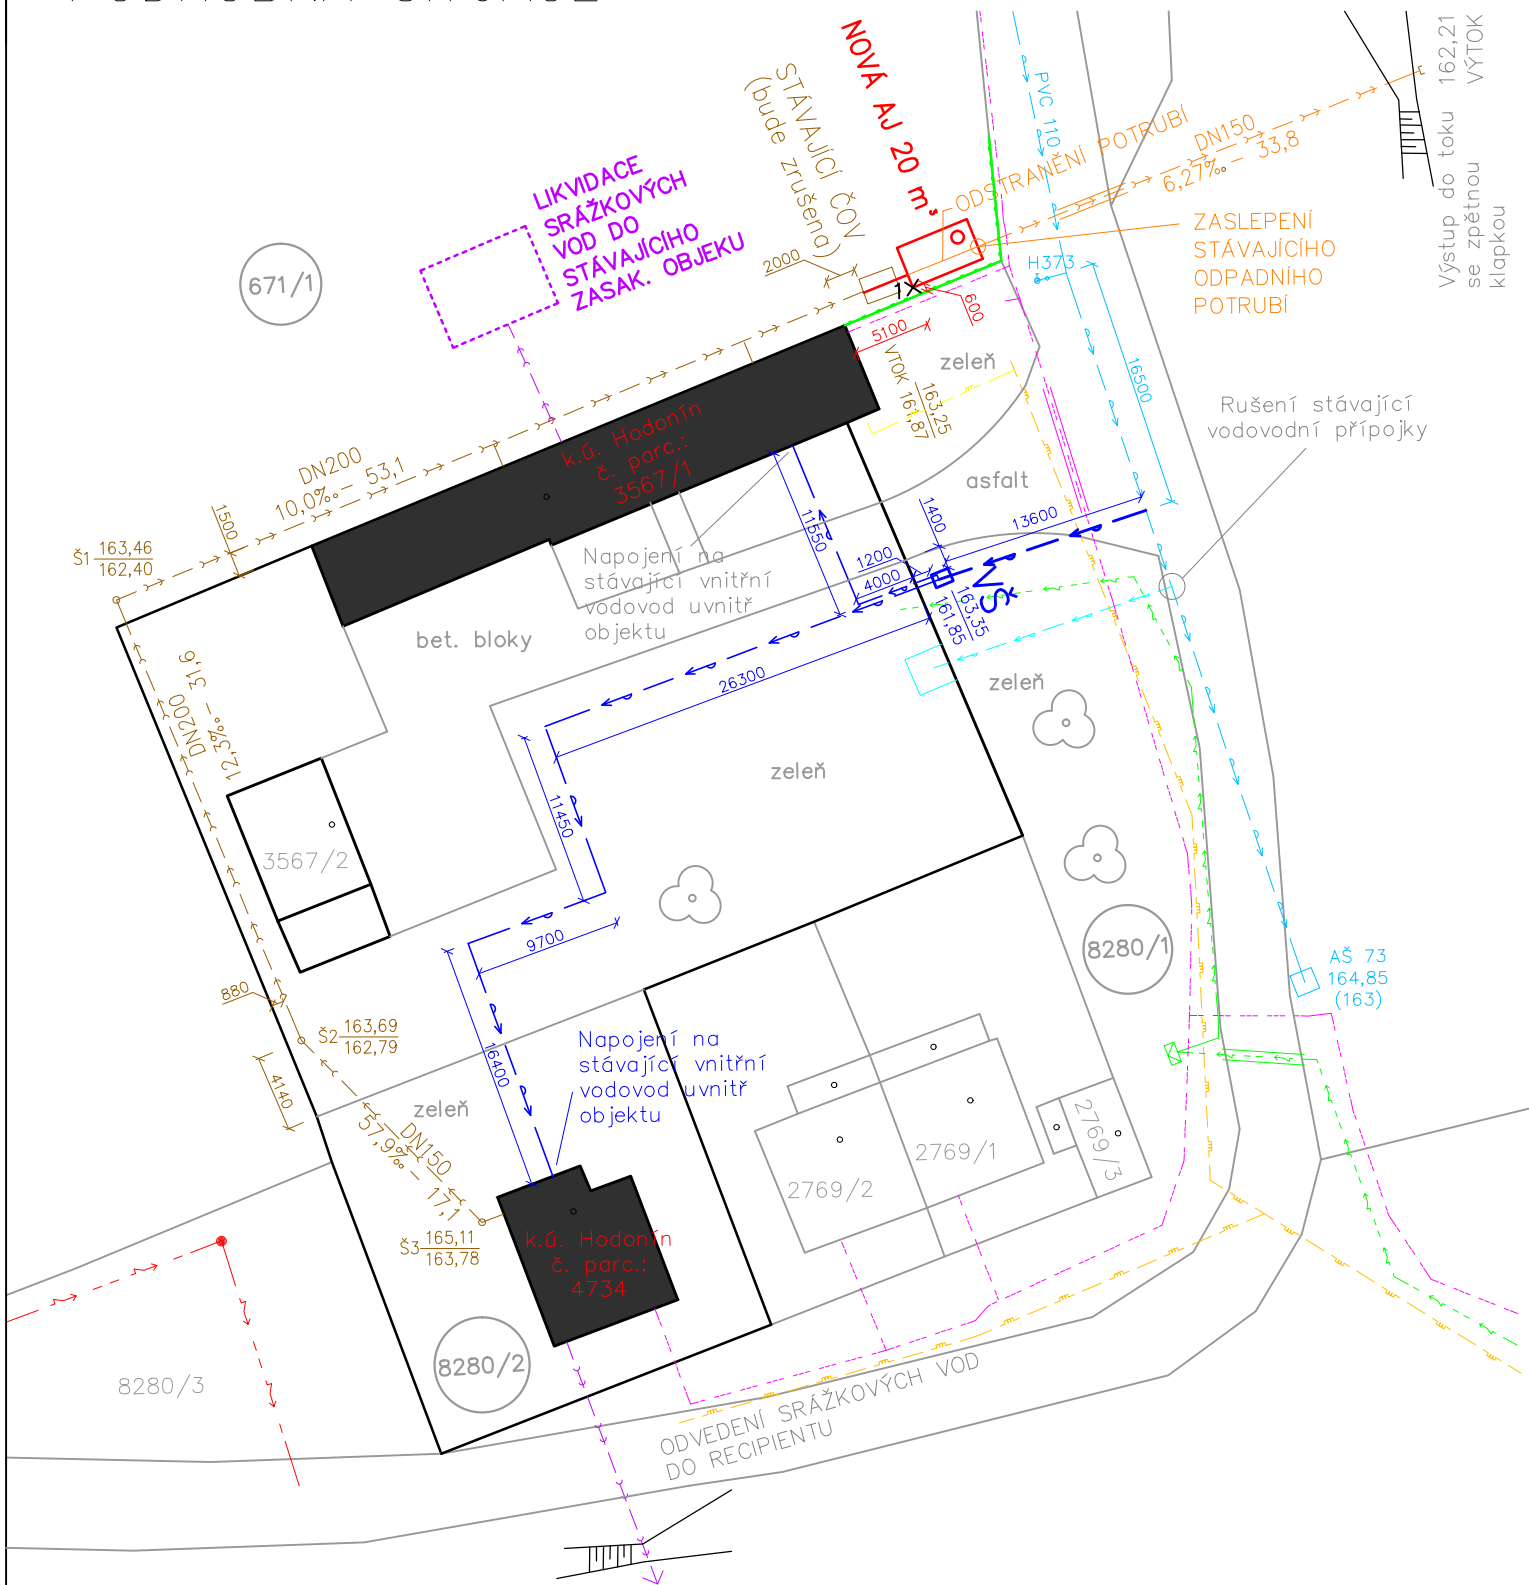 NOVÁ AJ 20 m³
STÁVAJÍCÍ ČOV
(bude zrušena)
LIKVIDACE
SRÁŽKOVÝCH
VOD DO
STÁVAJÍCÍHO
ZASAK. OBJEKU
671/1
PVC 110
ODSTRANĚNÍ POTRUBÍ
DN150
6,27‰ - 33,8
Výstup do toku
se zpětnou
klapkou
162,21
VÝTOK
ZASLEPENÍ
STÁVAJÍCÍHO
ODPADNÍHO
POTRUBÍ
H373
2000
1
600
5100
VTOK
163,25
161,87
zeleň
16500
Rušení stávající
vodovodní přípojky
k.ú. Hodonín
č. parc.:
3567/1
DN200
10,0‰ - 53,1
1500
Š1
163,46
162,40
asfalt
11550
1400
13600
1200
4000
VŠ
163,35
161,85
Napojení na
stávající vnitřní
vodovod uvnitř
objektu
bet. bloky
26300
zeleň
DN200
12,3‰ - 31,6
zeleň
11450
3567/2
9700
8280/1
AŠ 73
164,85
(163)
880
Š2
163,69
162,79
4140
16400
Napojení na
stávající vnitřní
vodovod uvnitř
objektu
zeleň
DN150
57,9‰ - 17,1
2769/1
2769/2
2769/3
Š3
165,11
163,78
k.ú. Hodonín
č. parc.:
4734
8280/2
8280/3
ODVEDENÍ SRÁŽKOVÝCH VOD
DO RECIPIENTU